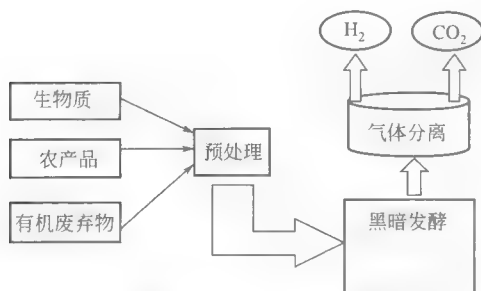 H₂
CO₂
生物质
农产品
有机废弃物
预处理
气体分离
黑暗发酵